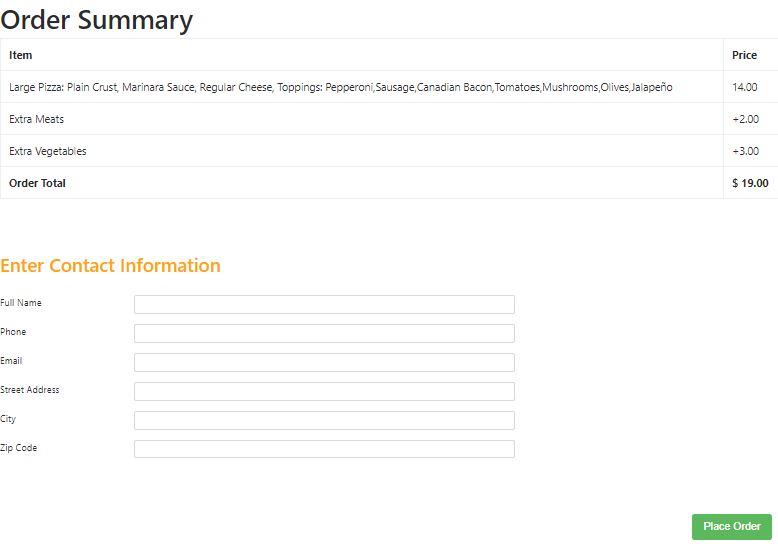 Order Summary
Item Price
Large Pizza: Plain Crust, Marinara Sauce, Regular Cheese, Toppings: Pepperoni,Sausage,Canadian Bacon,Tomatoes,Mushrooms,Olives,Jalapeño 14.00
Extra Meats +2.00
Extra Vegetables +3.00
Order Total $ 19.00
Enter Contact Information
Full Name
Phone
Email
Street Address
City
Zip Code
Place Order